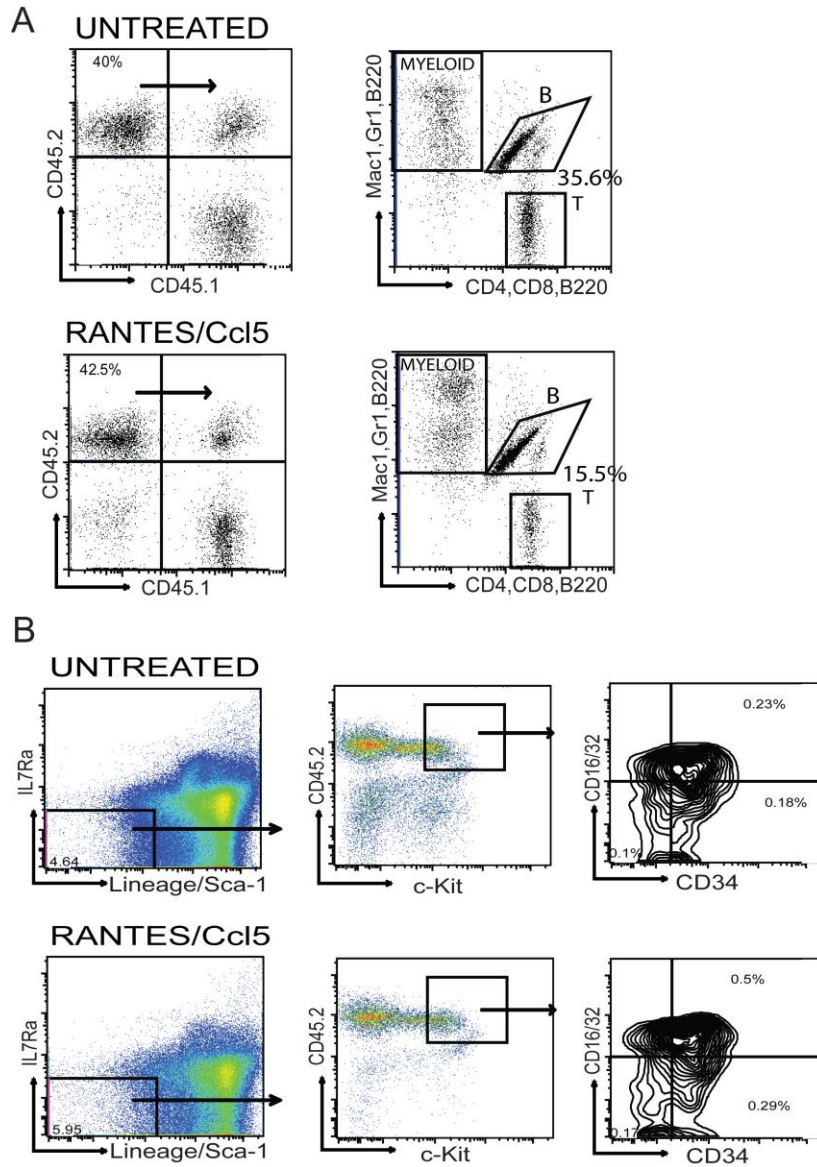 A
UNTREATED
40%
CD45.2
CD45.1
MYELOID
B
35.6%
T
Mac1,Gr1,B220
CD4,CD8,B220
RANTES/Ccl5
42.5%
CD45.2
CD45.1
MYELOID
B
15.5%
T
Mac1,Gr1,B220
CD4,CD8,B220
B
UNTREATED
IL7Ra
4.64
Lineage/Sca-1
CD45.2
c-Kit
0.23%
CD16/32
0.18%
0.1%
CD34
RANTES/Ccl5
IL7Ra
5.95
Lineage/Sca-1
CD45.2
c-Kit
0.5%
CD16/32
0.29%
0.17
CD34